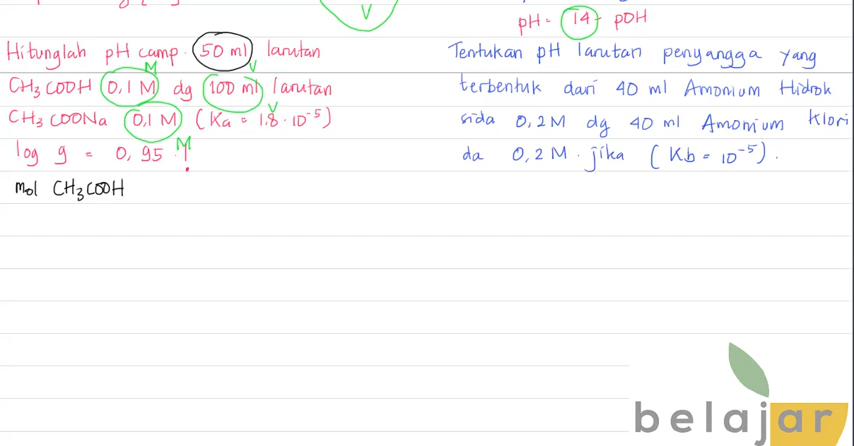 pH = 14 - pOH
V
Hitunglah pH camp. 50 ml larutan
M
V
CH3COOH 0,1 M dg 100 ml larutan
V
CH3COONa 0,1 M ( Ka = 1,8 . 10-5 )
M
log 9 = 0,95 . !
mol CH3COOH
Tentukan pH larutan penyangga yang
terbentuk dari 40 ml Amonium Hidrok
sida 0,2 M dg 40 ml Amonium Klori
da 0,2 M . jika ( Kb = 10-5 ) .
belajar